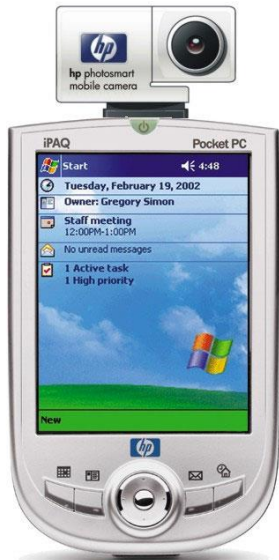 hp
hp photosmart
mobile camera
iPAQ
Pocket PC
Start
4:48
Tuesday, February 19, 2002
Owner: Gregory Simon
Staff meeting
12:00PM-1:00PM
No unread messages
1 Active task
1 High priority
New
hp